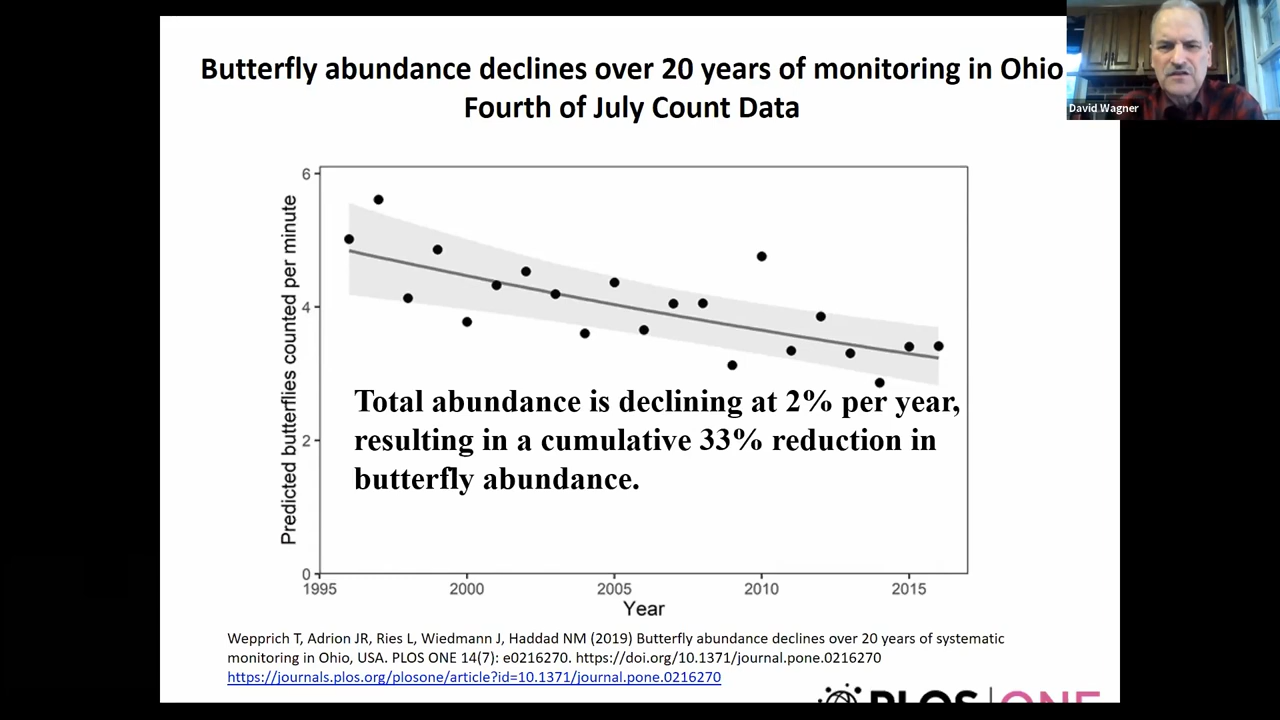 Butterfly abundance declines over 20 years of monitoring in Ohio
Fourth of July Count Data
David Wagner
Predicted butterflies counted per minute
6
4
2
0
Total abundance is declining at 2% per year,
resulting in a cumulative 33% reduction in
butterfly abundance.
1995 2000 2005 2010 2015
Year
Wepprich T, Adrion JR, Ries L, Wiedmann J, Haddad NM (2019) Butterfly abundance declines over 20 years of systematic
monitoring in Ohio, USA. PLOS ONE 14(7): e0216270. https://doi.org/10.1371/journal.pone.0216270
https://journals.plos.org/plosone/article?id=10.1371/journal.pone.0216270
PLOS ONE